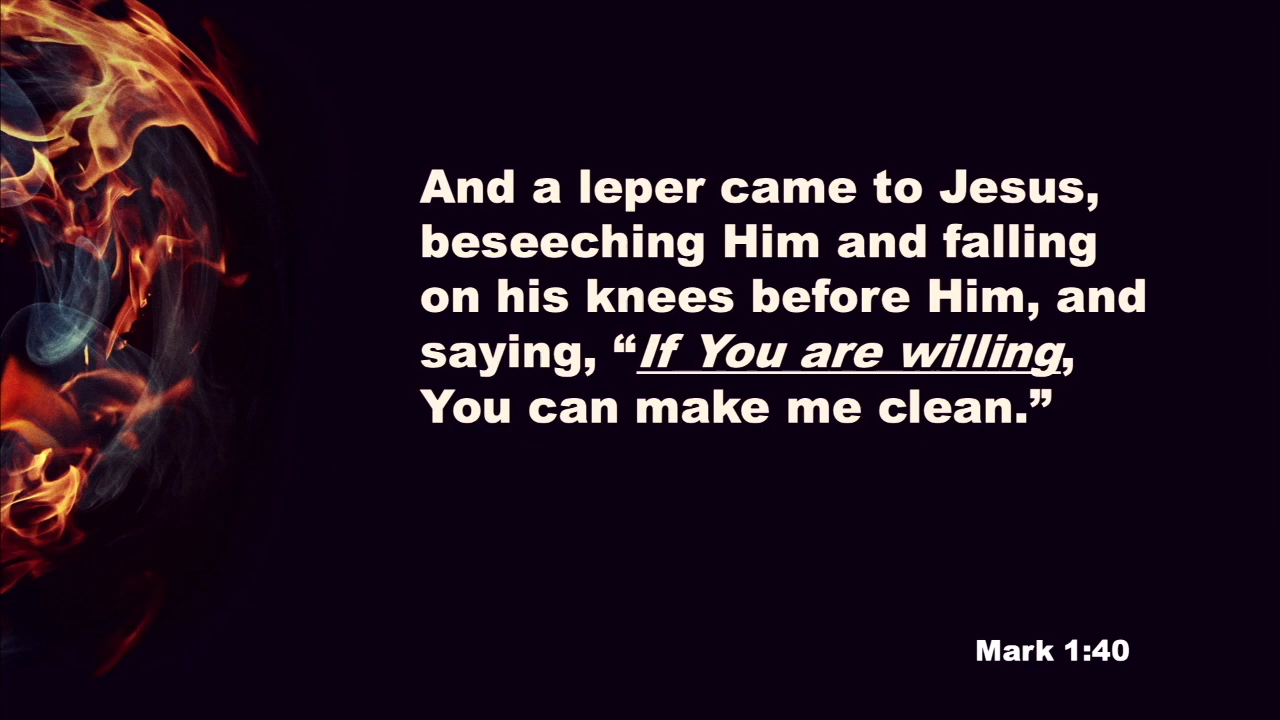 And a leper came to Jesus,
beseeching Him and falling
on his knees before Him, and
saying, “If You are willing,
You can make me clean.”
Mark 1:40